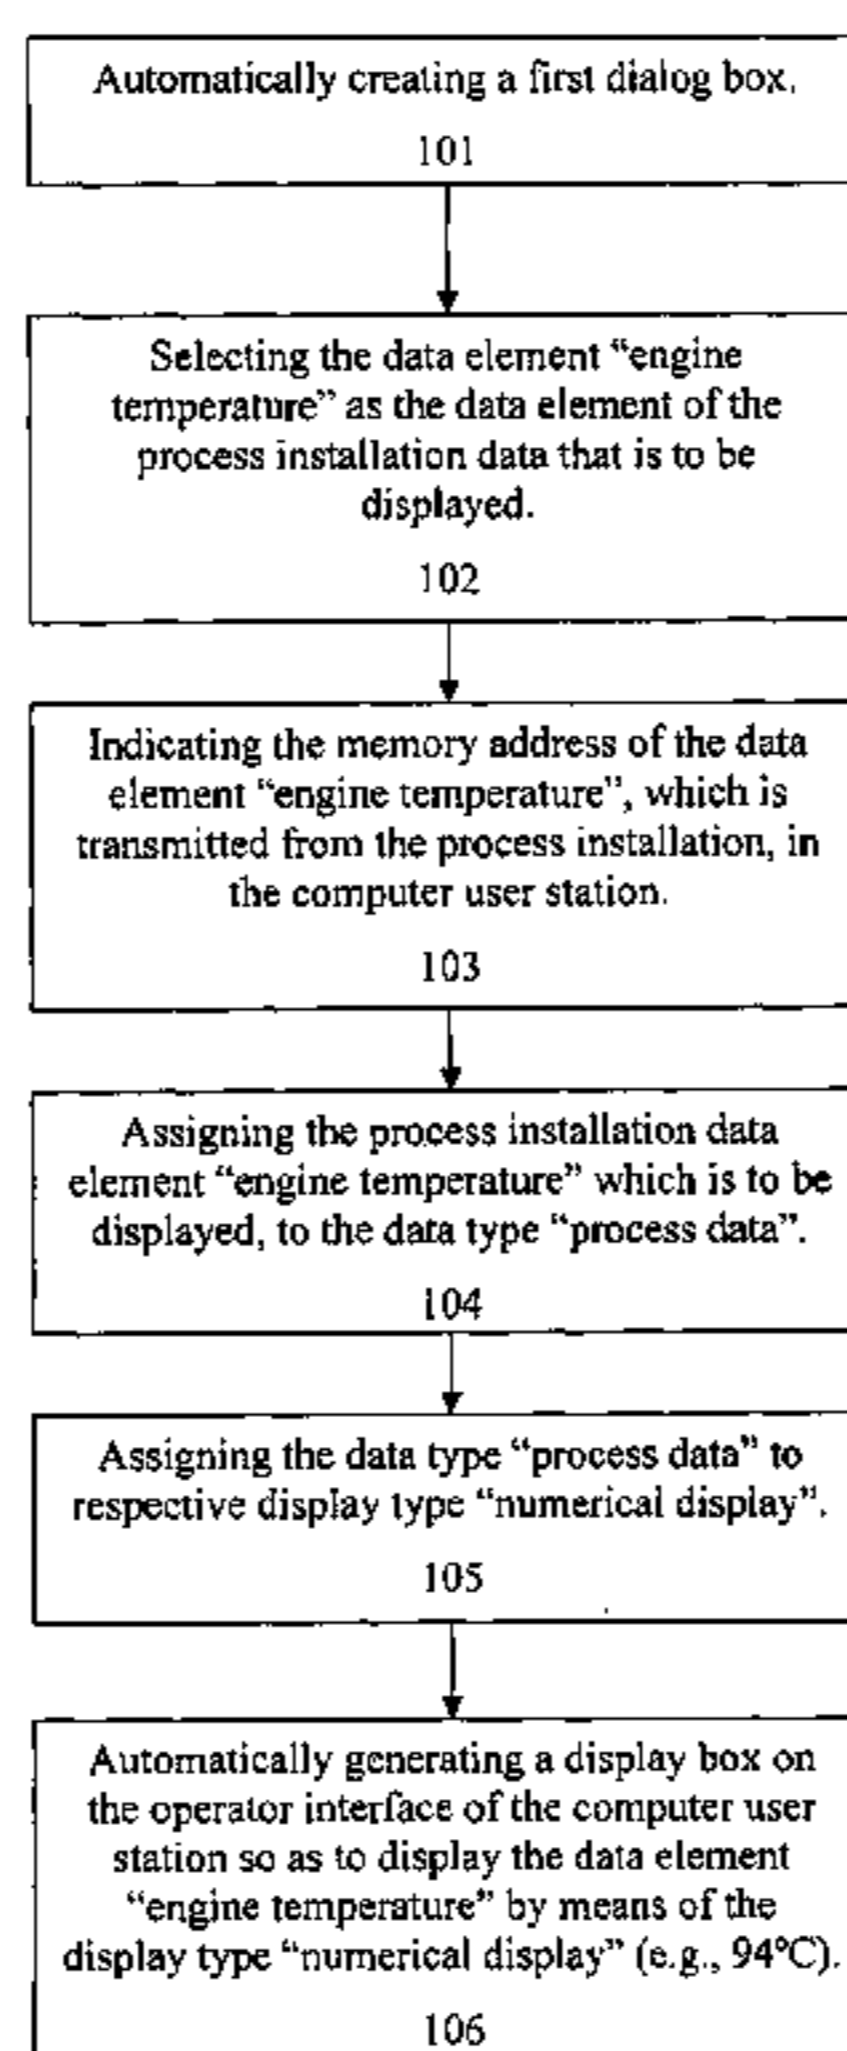 Automatically creating a first dialog box.
101
Selecting the data element “engine
temperature” as the data element of the
process installation data that is to be
displayed.
102
Indicating the memory address of the data
element “engine temperature”, which is
transmitted from the process installation, in
the computer user station.
103
Assigning the process installation data
element “engine temperature” which is to be
displayed, to the data type “process data”.
104
Assigning the data type “process data” to
respective display type “numerical display”.
105
Automatically generating a display box on
the operator interface of the computer user
station so as to display the data element
“engine temperature” by means of the
display type “numerical display” (e.g., 94°C).
106